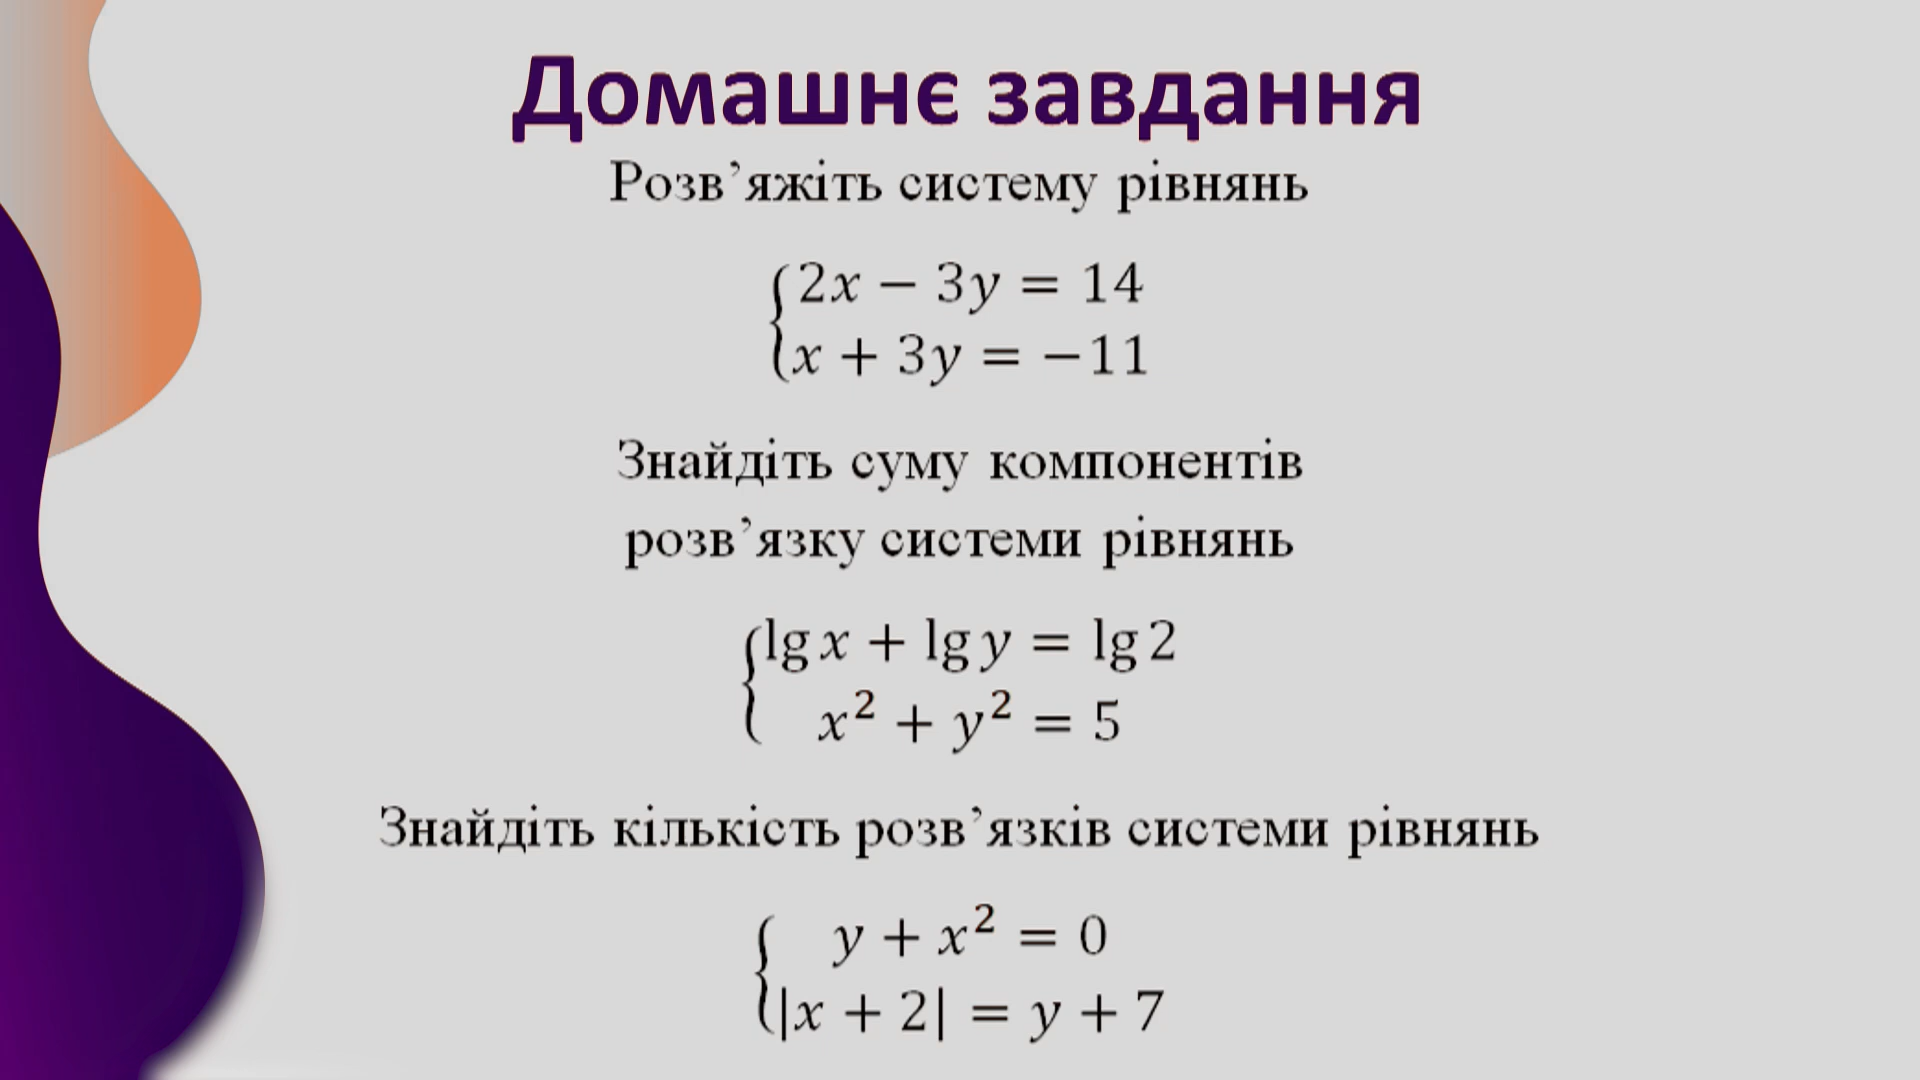 Домашнє завдання
Розв’яжіть систему рівнянь
2x − 3y = 14
x + 3y = −11
Знайдіть суму компонентів
розв’язку системи рівнянь
lg x + lg y = lg 2
x² + y² = 5
Знайдіть кількість розв’язків системи рівнянь
y + x² = 0
|x + 2| = y + 7